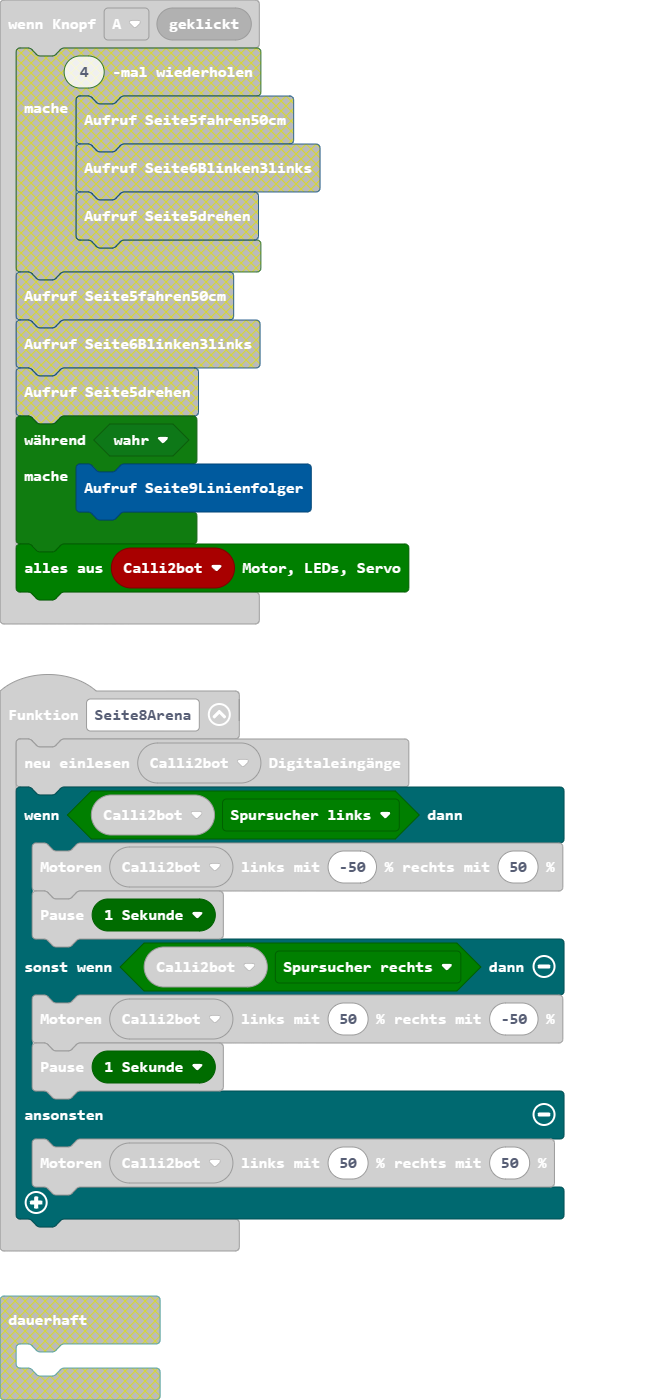 wenn Knopf A geklickt
4 -mal wiederholen
mache
Aufruf Seite5fahren50cm
Aufruf Seite6Blinken3links
Aufruf Seite5drehen
Aufruf Seite5fahren50cm
Aufruf Seite6Blinken3links
Aufruf Seite5drehen
während wahr
mache
Aufruf Seite9Linienfolger
alles aus Calli2bot Motor, LEDs, Servo
Funktion Seite8Arena
neu einlesen Calli2bot Digitaleingänge
wenn Calli2bot Spursucher links dann
Motoren Calli2bot links mit -50 % rechts mit 50 %
Pause 1 Sekunde
sonst wenn Calli2bot Spursucher rechts dann
Motoren Calli2bot links mit 50 % rechts mit -50 %
Pause 1 Sekunde
ansonsten
Motoren Calli2bot links mit 50 % rechts mit 50 %
dauerhaft